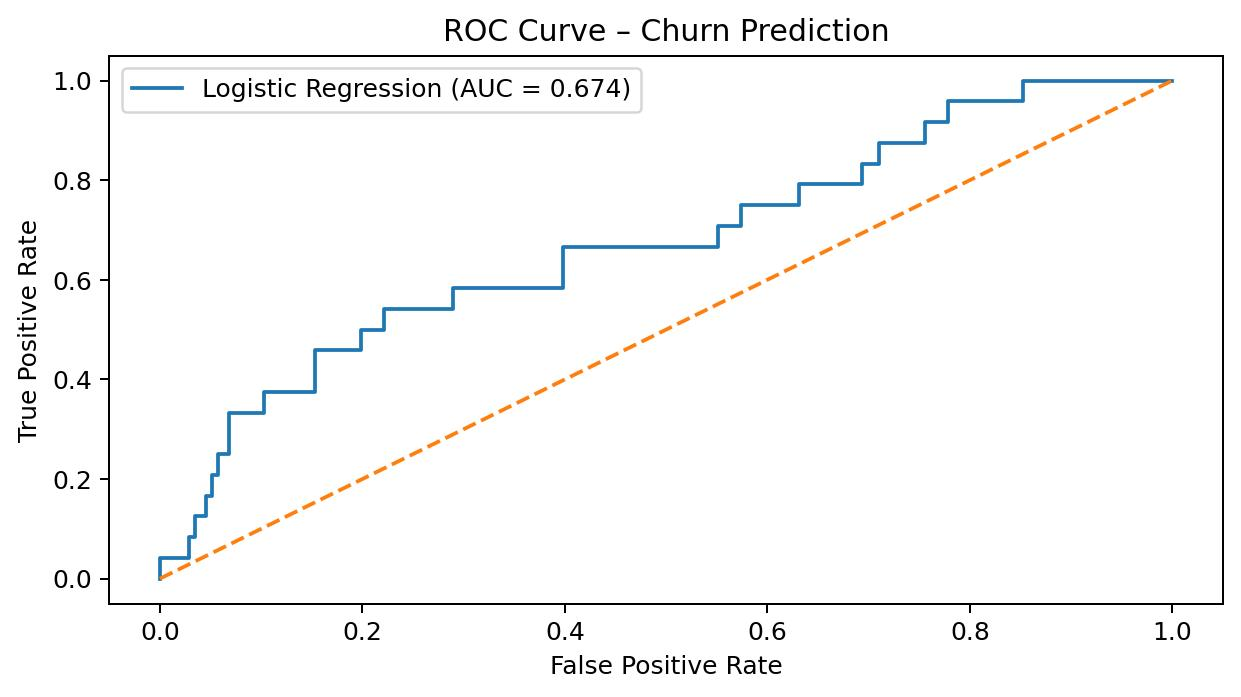 ROC Curve – Churn Prediction
Logistic Regression (AUC = 0.674)
True Positive Rate
1.0
0.8
0.6
0.4
0.2
0.0
0.0 0.2 0.4 0.6 0.8 1.0
False Positive Rate